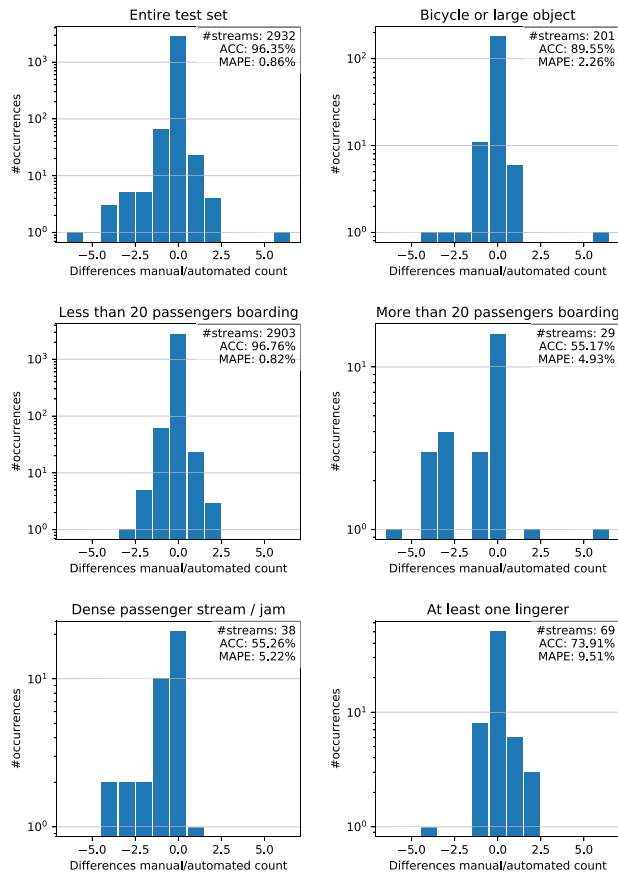 Entire test set
#streams: 2932
ACC: 96.35%
MAPE: 0.86%
10³
10²
10¹
10⁰
#occurrences
−5.0 −2.5 0.0 2.5 5.0
Differences manual/automated count
Bicycle or large object
#streams: 201
ACC: 89.55%
MAPE: 2.26%
10²
10¹
10⁰
#occurrences
−5.0 −2.5 0.0 2.5 5.0
Differences manual/automated count
Less than 20 passengers boarding
#streams: 2903
ACC: 96.76%
MAPE: 0.82%
10³
10²
10¹
10⁰
#occurrences
−5.0 −2.5 0.0 2.5 5.0
Differences manual/automated count
More than 20 passengers boarding
#streams: 29
ACC: 55.17%
MAPE: 4.93%
10¹
10⁰
#occurrences
−5.0 −2.5 0.0 2.5 5.0
Differences manual/automated count
Dense passenger stream / jam
#streams: 38
ACC: 55.26%
MAPE: 5.22%
10¹
10⁰
#occurrences
−5.0 −2.5 0.0 2.5 5.0
Differences manual/automated count
At least one lingerer
#streams: 69
ACC: 73.91%
MAPE: 9.51%
10¹
10⁰
#occurrences
−5.0 −2.5 0.0 2.5 5.0
Differences manual/automated count